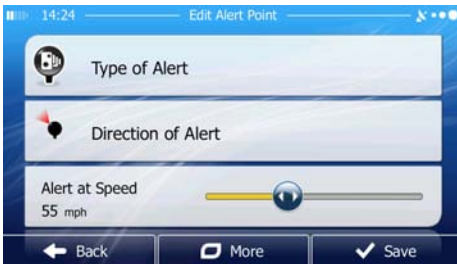 14:24 Edit Alert Point
Type of Alert
Direction of Alert
Alert at Speed
55 mph
Back More Save